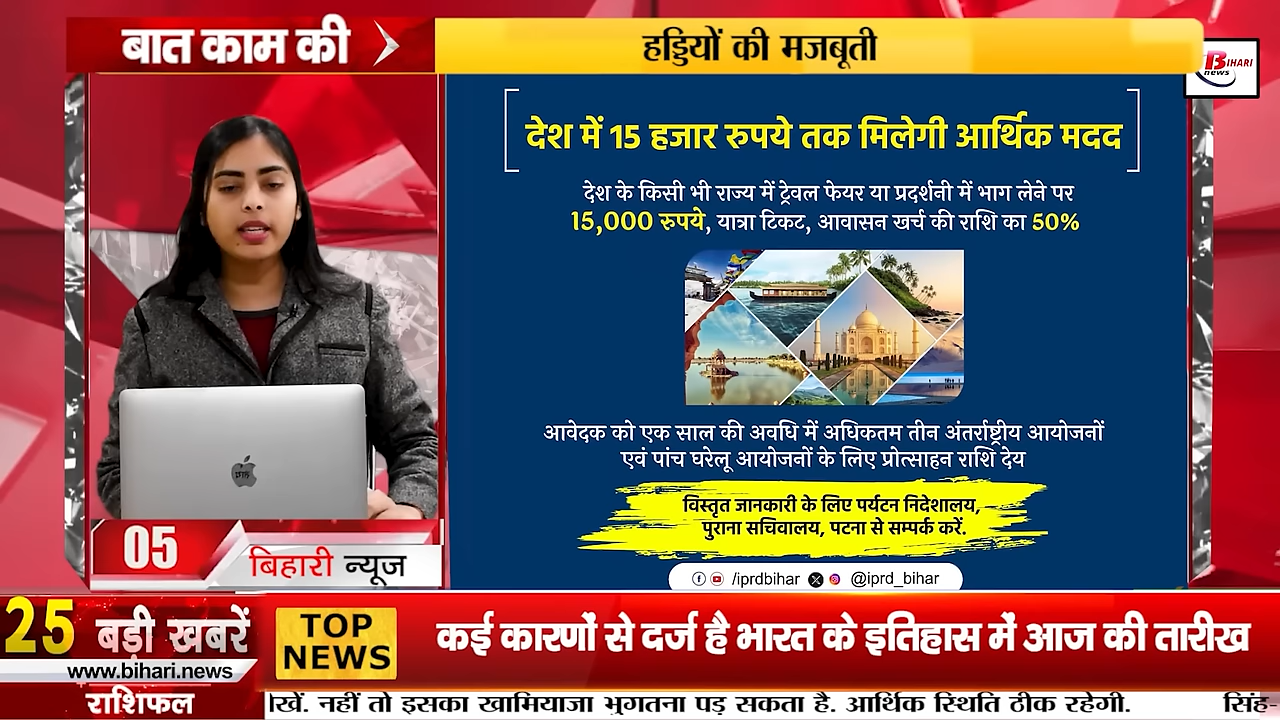 बात काम की
हड्डियों की मजबूती
BIHARI
news
देश में 15 हजार रुपये तक मिलेगी आर्थिक मदद
देश के किसी भी राज्य में ट्रेवल फेयर या प्रदर्शनी में भाग लेने पर
15,000 रुपये, यात्रा टिकट, आवासन खर्च की राशि का 50%
आवेदक को एक साल की अवधि में अधिकतम तीन अंतर्राष्ट्रीय आयोजनों
एवं पांच घरेलू आयोजनों के लिए प्रोत्साहन राशि देय
विस्तृत जानकारी के लिए पर्यटन निदेशालय,
पुराना सचिवालय, पटना से सम्पर्क करें.
/iprdbihar @iprd_bihar
05
बिहारी न्यूज
25 बड़ी ख़बरें
www.bihari.news
TOP
NEWS
कई कारणों से दर्ज है भारत के इतिहास में आज की तारीख
राशिफल
खें. नहीं तो इसका खामियाजा भुगतना पड़ सकता है. आर्थिक स्थिति ठीक रहेगी. सिंह-